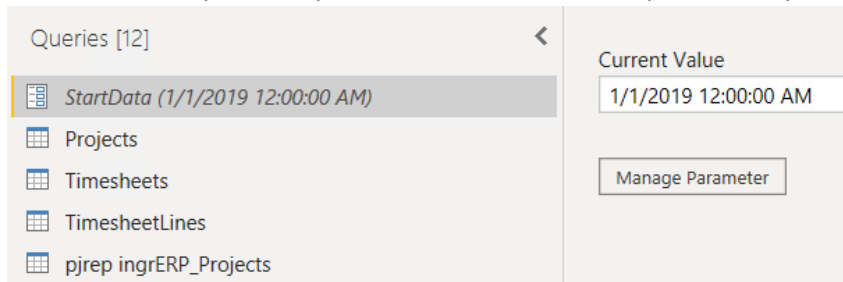 Queries [12]
StartData (1/1/2019 12:00:00 AM)
Projects
Timesheets
TimesheetLines
pjrep ingrERP_Projects
Current Value
1/1/2019 12:00:00 AM
Manage Parameter